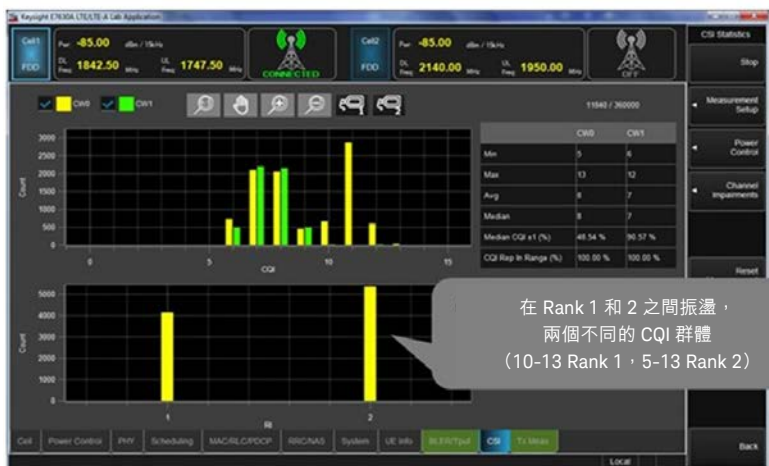 Keysight E7630A LTE/LTE-A Lab Application
Cell1
FDD
Pwr: -85.00 dBm / 15kHz
DL Freq: 1842.50 MHz
UL Freq: 1747.50 MHz
CONNECTED
Cell2
FDD
Pwr: -85.00 dBm / 15kHz
DL Freq: 2140.00 MHz
UL Freq: 1950.00 MHz
OFF
CSI Statistics
Stop
Measurement Setup
Power Control
Channel Impairments
Reset
Back
CW0
CW1
11840 / 360000
3000
2500
2000
1500
1000
500
0
Count
0
5
10
15
CQI
CW0 CW1
Min 5 6
Max 13 12
Avg 8 7
Median 8 7
Median CQI ±1 (%) 46.54 % 90.57 %
CQI Rep In Range (%) 100.00 % 100.00 %
5000
4000
3000
2000
1000
0
Count
1
2
RI
在 Rank 1 和 2 之間振盪,
兩個不同的 CQI 群體
(10-13 Rank 1,5-13 Rank 2)
Cell
Power Control
PHY
Scheduling
MAC/RLC/PDCP
RRC/NAS
System
UE Info
BLER/Tput
CSI
Tx Meas
Local